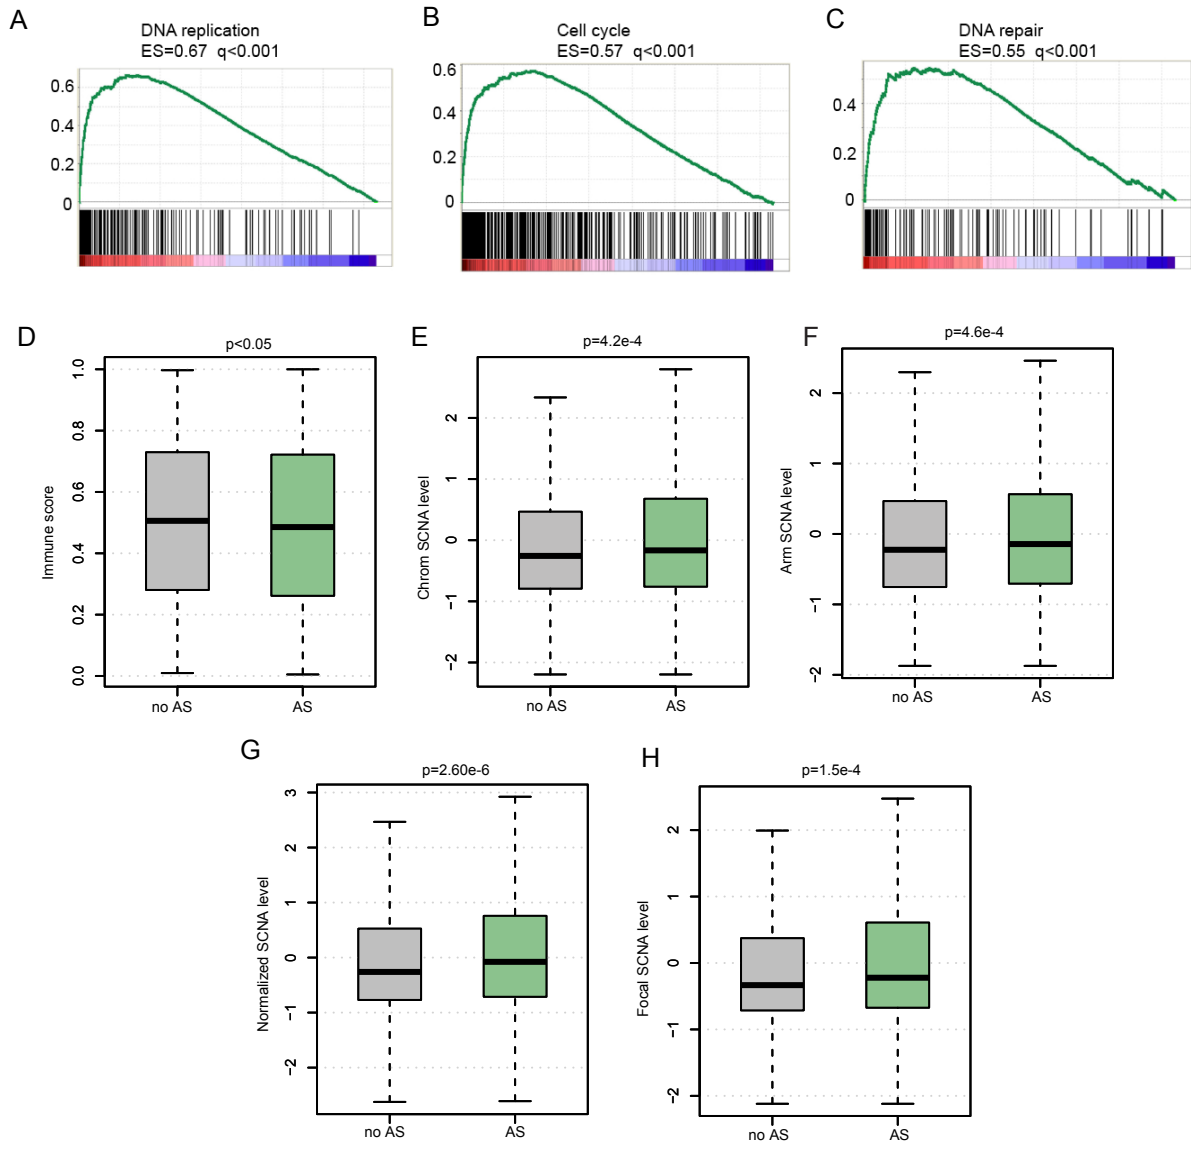 A
DNA replication
ES=0.67 q<0.001
0.6
0.4
0.2
0
B
Cell cycle
ES=0.57 q<0.001
0.6
0.4
0.2
0
C
DNA repair
ES=0.55 q<0.001
0.4
0.2
0
D
p<0.05
Immune score
1.0
0.8
0.6
0.4
0.2
0.0
no AS
AS
E
p=4.2e-4
Chrom SCNA level
2
1
0
−1
−2
no AS
AS
F
p=4.6e-4
Arm SCNA level
2
1
0
−1
−2
no AS
AS
G
p=2.60e-6
Normalized SCNA level
3
2
1
0
−1
−2
no AS
AS
H
p=1.5e-4
Focal SCNA level
2
1
0
−1
−2
no AS
AS